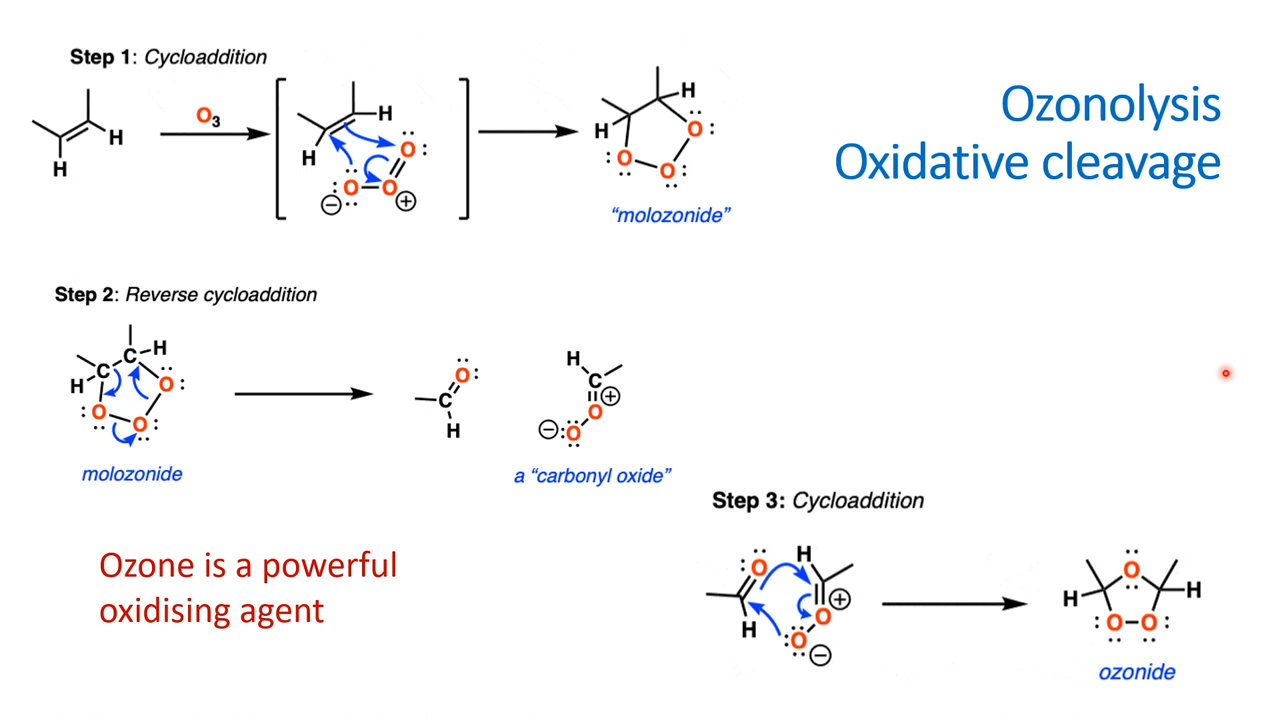 Step 1: Cycloaddition
Ozonolysis
Oxidative cleavage
H
H
O₃
H
H
:O:
:O–O
⊖
⊕
H
H
O:
:O
O:
"molozonide"
Step 2: Reverse cycloaddition
C–H
H–C
O:
:O
O:
molozonide
O:
C
H
H
C
⊕
O
⊖:O:
a "carbonyl oxide"
Step 3: Cycloaddition
:O
H
H
⊕
O
:O:
⊖
O
H
H
:O–O:
ozonide
Ozone is a powerful
oxidising agent